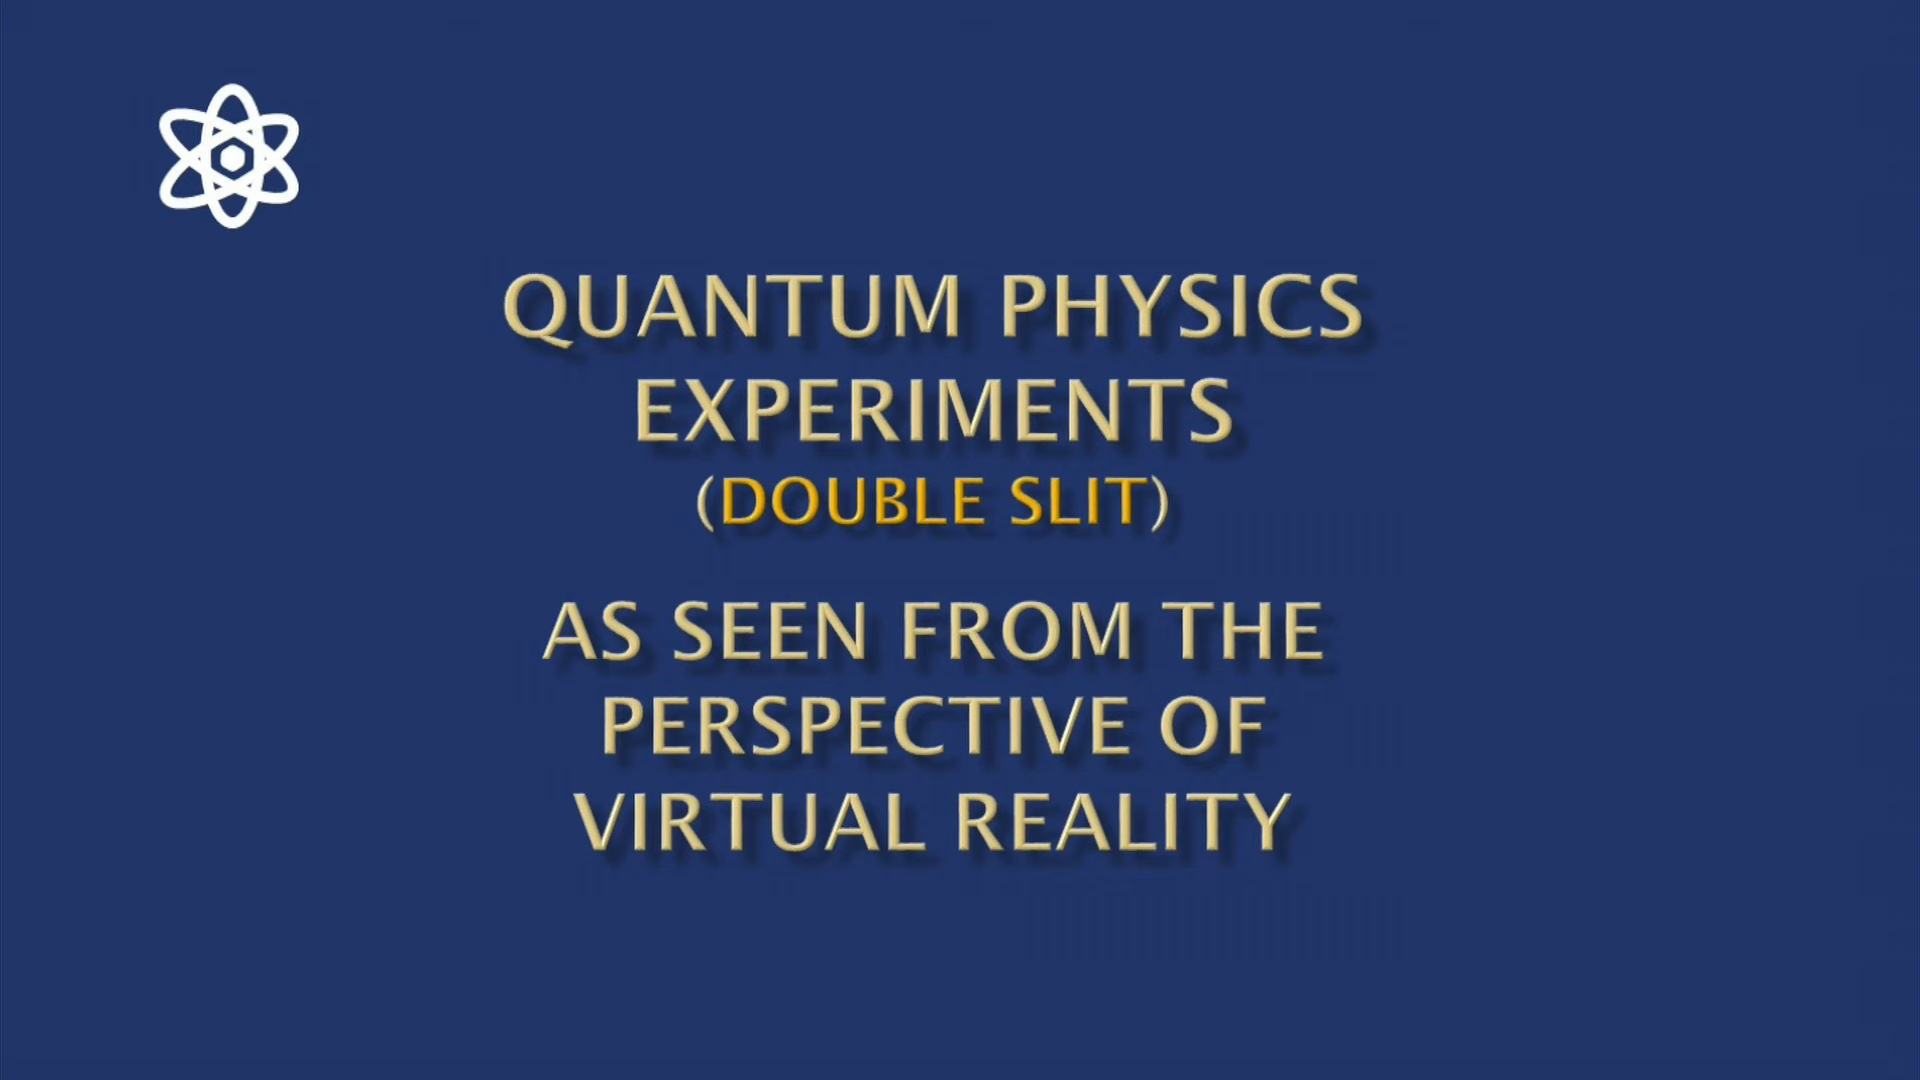 QUANTUM PHYSICS
EXPERIMENTS
(DOUBLE SLIT)
AS SEEN FROM THE
PERSPECTIVE OF
VIRTUAL REALITY